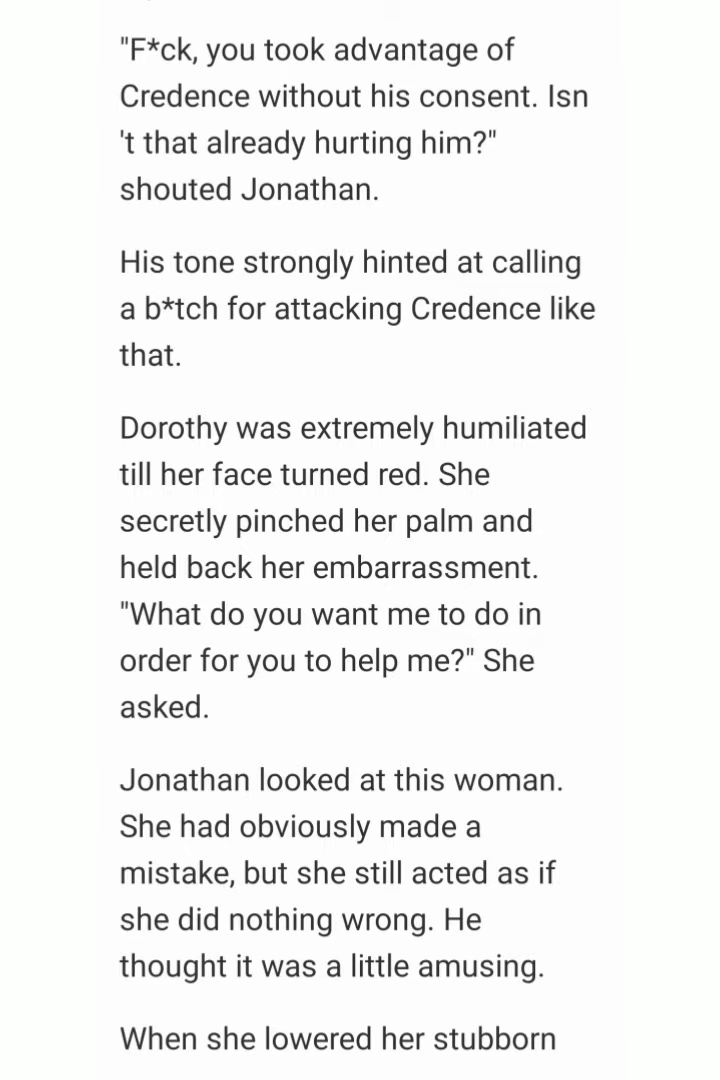 "F*ck, you took advantage of
Credence without his consent. Isn
't that already hurting him?"
shouted Jonathan.
His tone strongly hinted at calling
a b*tch for attacking Credence like
that.
Dorothy was extremely humiliated
till her face turned red. She
secretly pinched her palm and
held back her embarrassment.
"What do you want me to do in
order for you to help me?" She
asked.
Jonathan looked at this woman.
She had obviously made a
mistake, but she still acted as if
she did nothing wrong. He
thought it was a little amusing.
When she lowered her stubborn